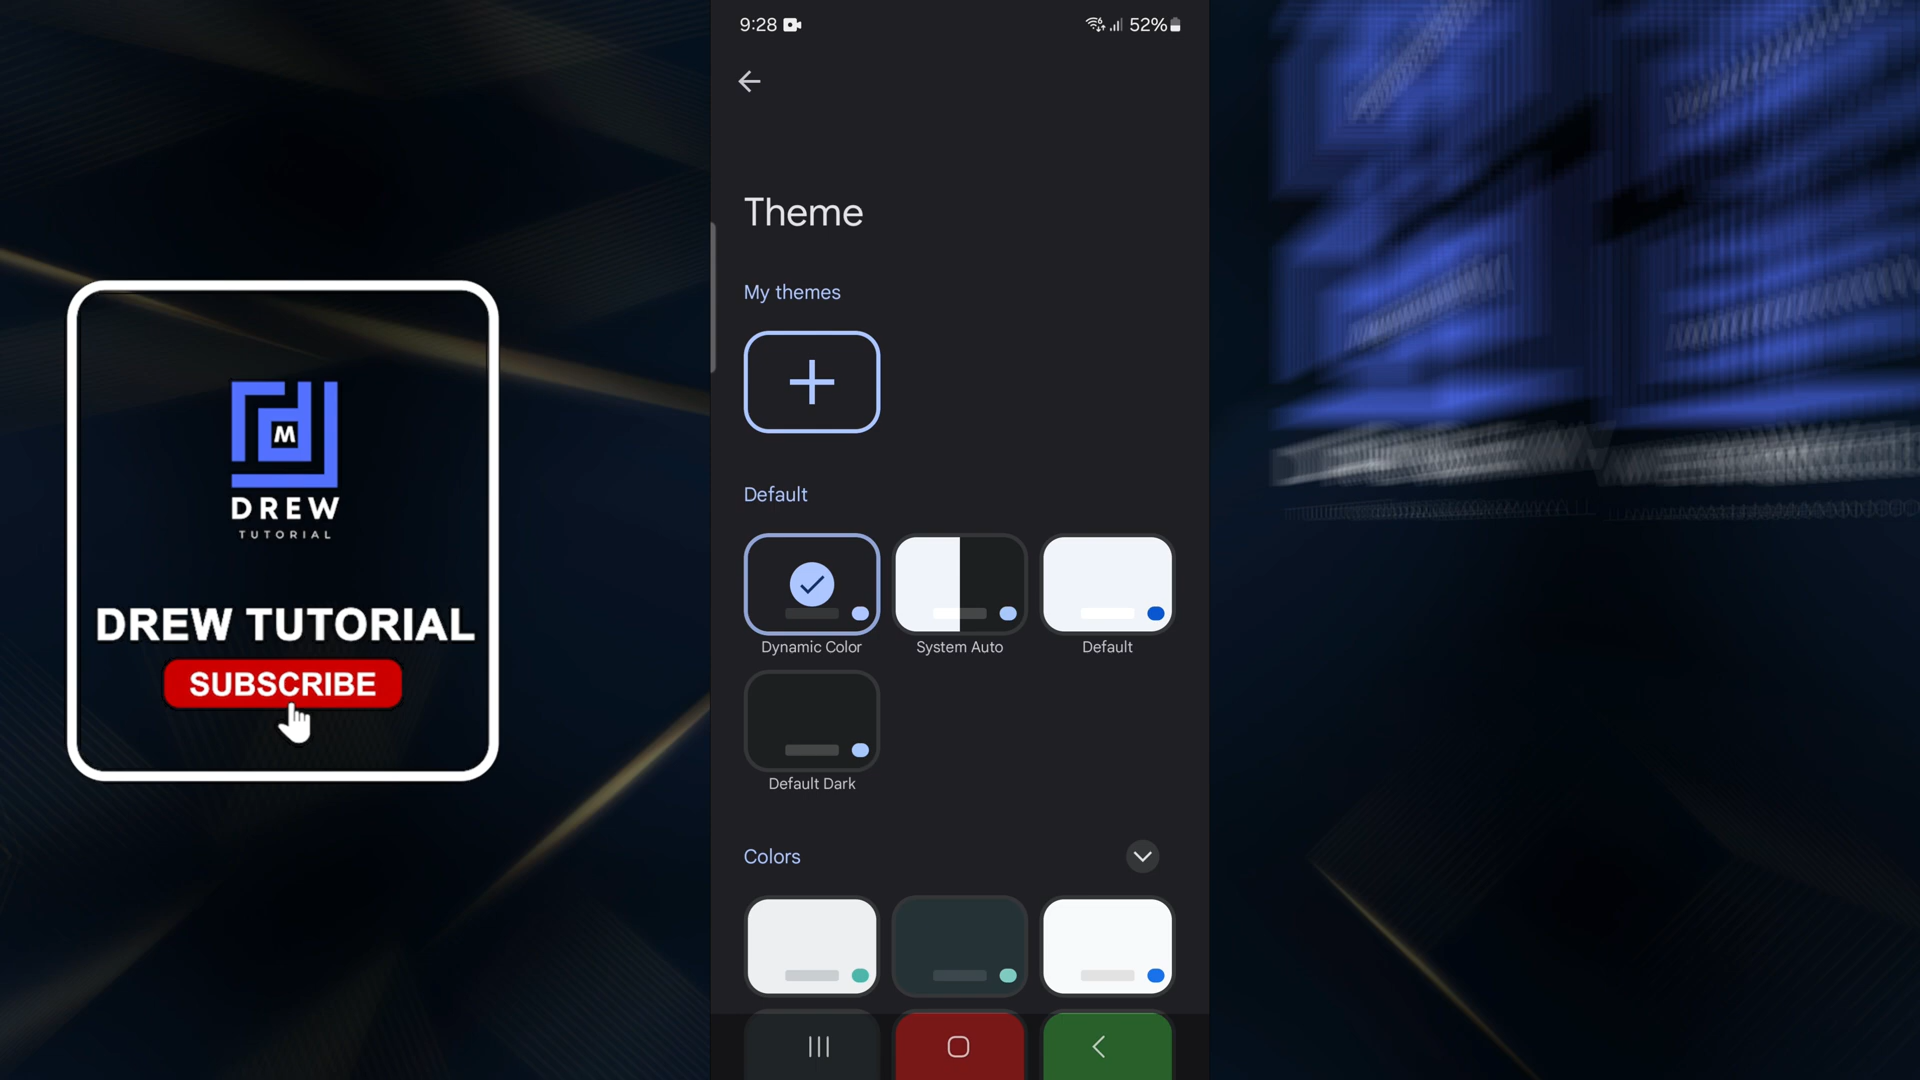 9:28
52%
Theme
My themes
Default
Dynamic Color
System Auto
Default
Default Dark
Colors
M
DREW
TUTORIAL
DREW TUTORIAL
SUBSCRIBE